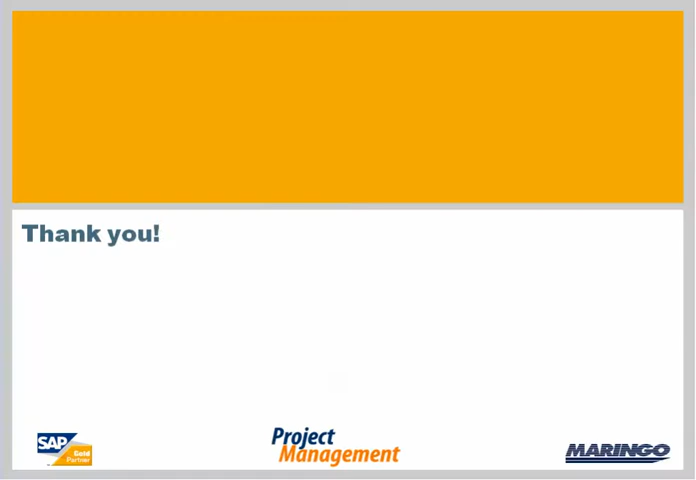 Thank you!
SAP
Gold
Partner
Project
Management
MARINGO